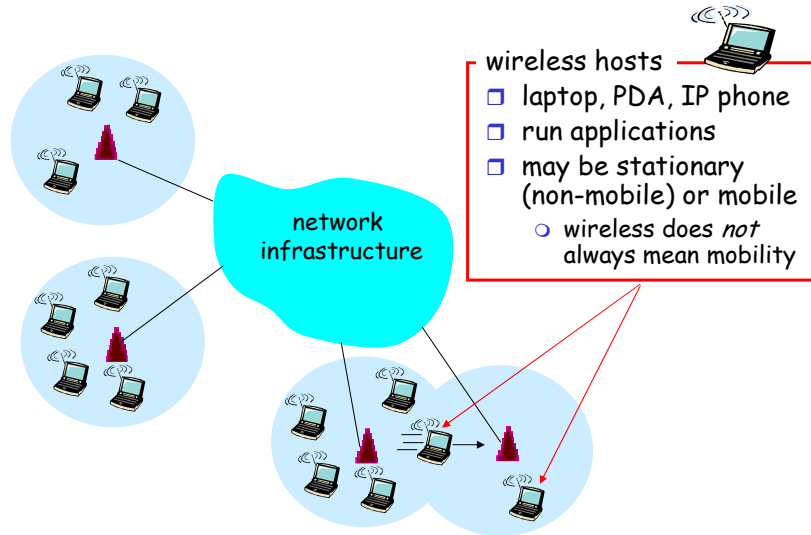 wireless hosts
❒ laptop, PDA, IP phone
❒ run applications
❒ may be stationary
(non-mobile) or mobile
❍ wireless does not
always mean mobility
network
infrastructure